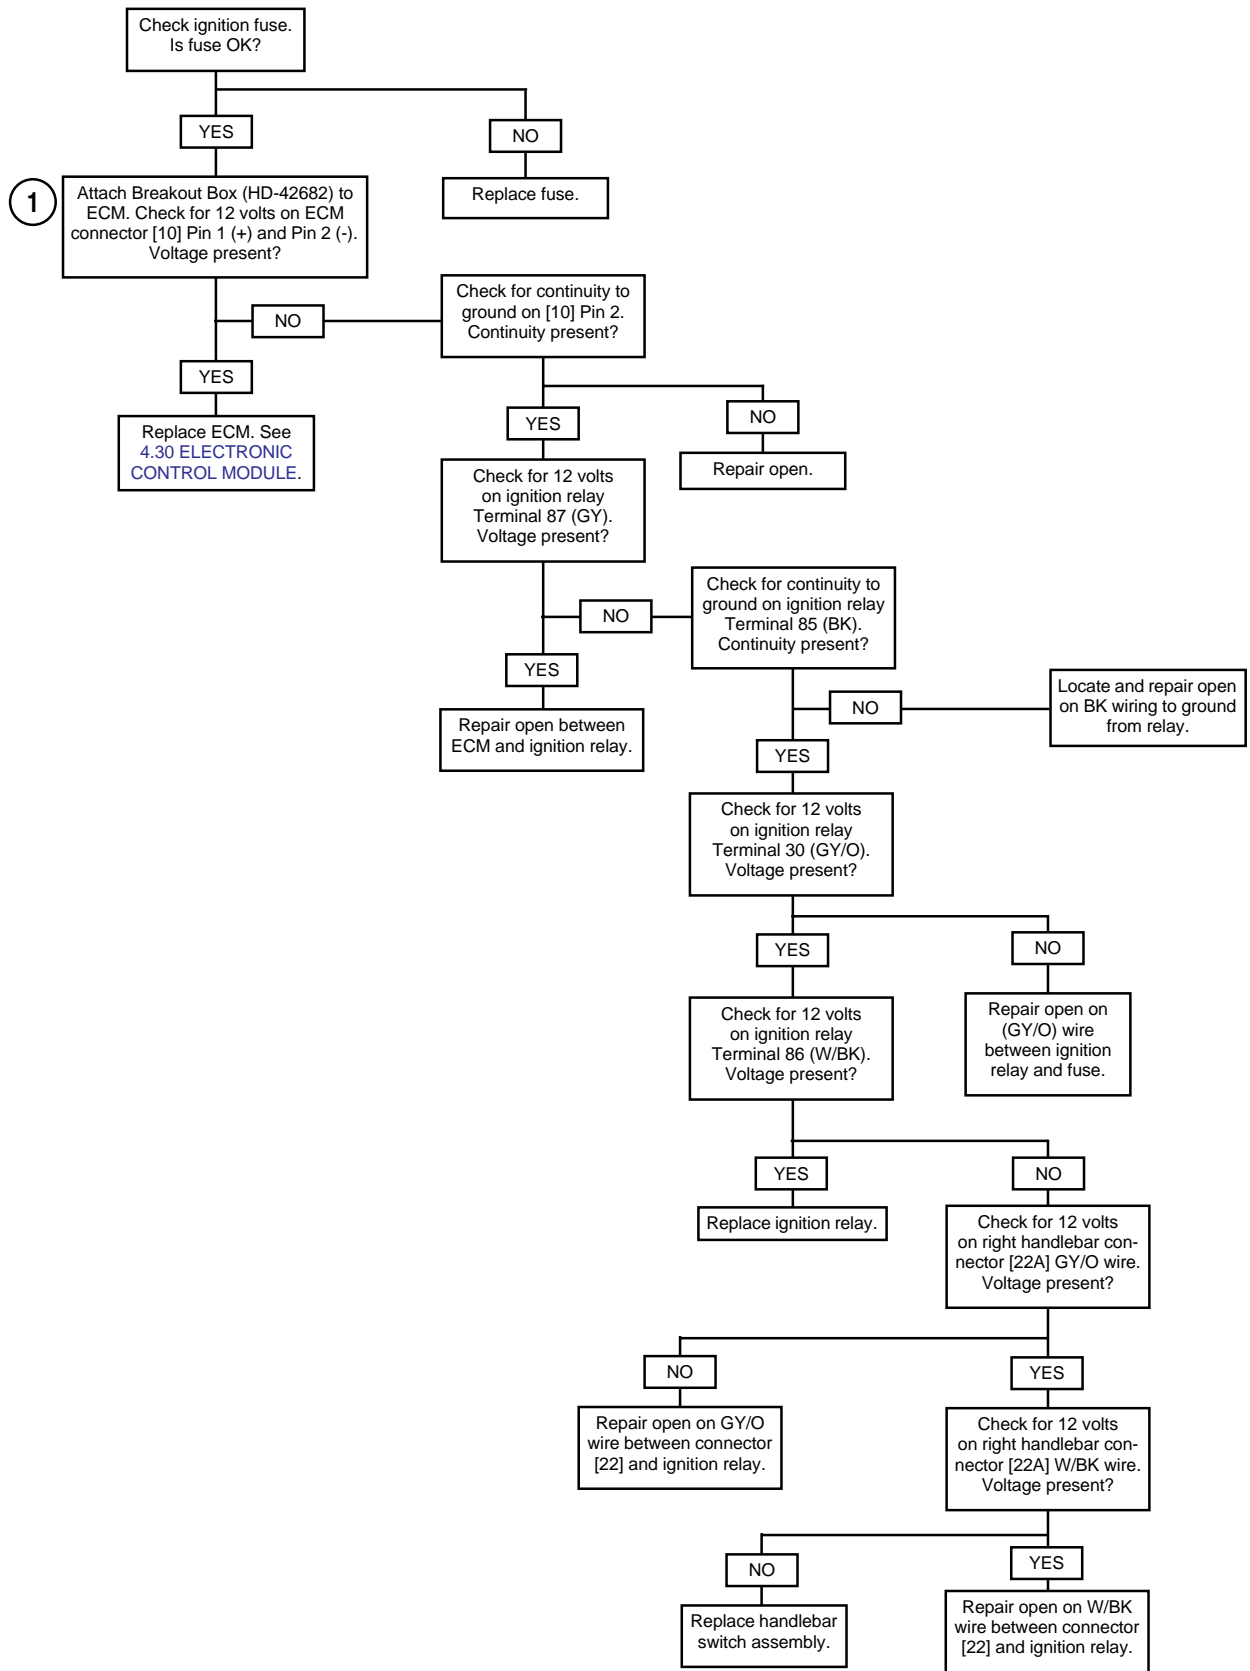 Check ignition fuse.
Is fuse OK?
YES
NO
1
Attach Breakout Box (HD-42682) to
ECM. Check for 12 volts on ECM
connector [10] Pin 1 (+) and Pin 2 (-).
Voltage present?
Replace fuse.
NO
Check for continuity to
ground on [10] Pin 2.
Continuity present?
YES
Replace ECM. See
4.30 ELECTRONIC
CONTROL MODULE.
YES
NO
Check for 12 volts
on ignition relay
Terminal 87 (GY).
Voltage present?
Repair open.
NO
Check for continuity to
ground on ignition relay
Terminal 85 (BK).
Continuity present?
YES
Repair open between
ECM and ignition relay.
NO
Locate and repair open
on BK wiring to ground
from relay.
YES
Check for 12 volts
on ignition relay
Terminal 30 (GY/O).
Voltage present?
YES
NO
Check for 12 volts
on ignition relay
Terminal 86 (W/BK).
Voltage present?
Repair open on
(GY/O) wire
between ignition
relay and fuse.
YES
NO
Replace ignition relay.
Check for 12 volts
on right handlebar con-
nector [22A] GY/O wire.
Voltage present?
NO
YES
Repair open on GY/O
wire between connector
[22] and ignition relay.
Check for 12 volts
on right handlebar con-
nector [22A] W/BK wire.
Voltage present?
NO
YES
Replace handlebar
switch assembly.
Repair open on W/BK
wire between connector
[22] and ignition relay.